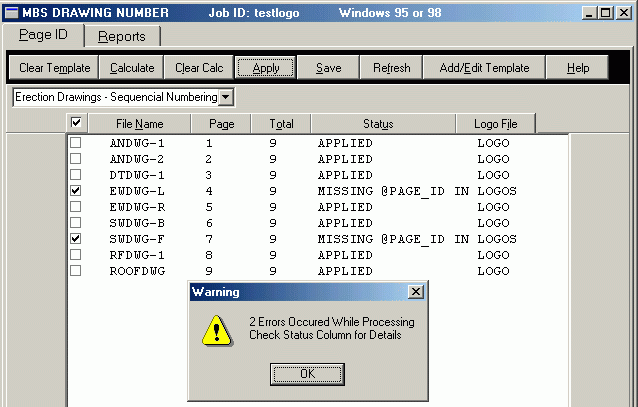 MBS DRAWING NUMBER Job ID: testlogo Windows 95 or 98
Page ID Reports
Clear Template Calculate Clear Calc Apply Save Refresh Add/Edit Template Help
Erection Drawings - Sequencial Numbering
File Name Page Total Status Logo File
ANDWG-1 1 9 APPLIED LOGO
ANDWG-2 2 9 APPLIED LOGO
DTDWG-1 3 9 APPLIED LOGO
EWDWG-L 4 9 MISSING @PAGE_ID IN LOGOS
EWDWG-R 5 9 APPLIED LOGO
SWDWG-B 6 9 APPLIED LOGO
SWDWG-F 7 9 MISSING @PAGE_ID IN LOGOS
RFDWG-1 8 9 APPLIED LOGO
ROOFDWG 9 9 APPLIED LOGO
Warning
2 Errors Occured While Processing
Check Status Column for Details
OK